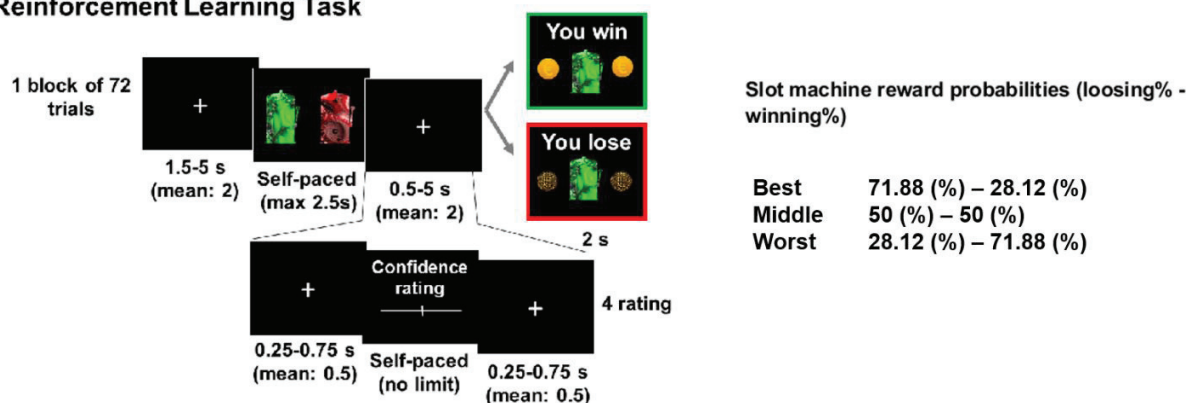 Reinforcement Learning Task
1 block of 72
trials
1.5-5 s
(mean: 2)
Self-paced
(max 2.5s)
0.5-5 s
(mean: 2)
You win
You lose
2 s
Confidence
rating
4 rating
0.25-0.75 s
(mean: 0.5)
Self-paced
(no limit)
0.25-0.75 s
(mean: 0.5)
Slot machine reward probabilities (loosing% -
winning%)
Best 71.88 (%) – 28.12 (%)
Middle 50 (%) – 50 (%)
Worst 28.12 (%) – 71.88 (%)